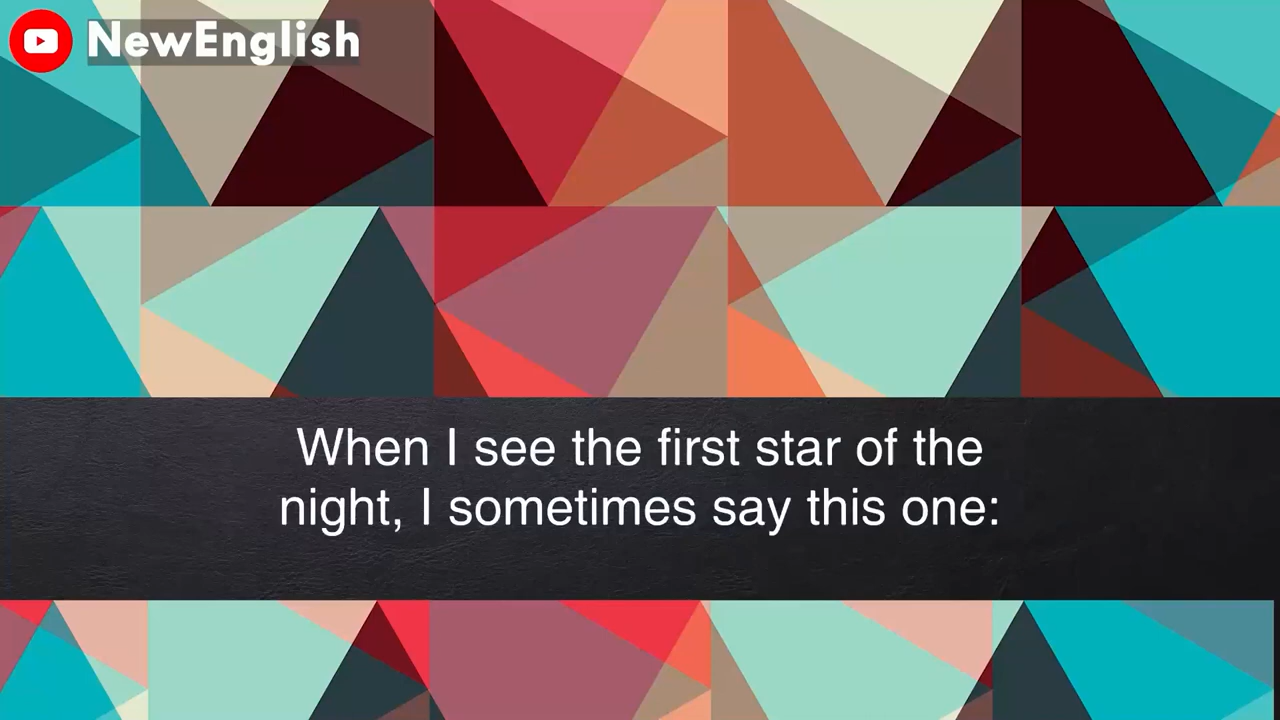 NewEnglish
When I see the first star of the
night, I sometimes say this one: